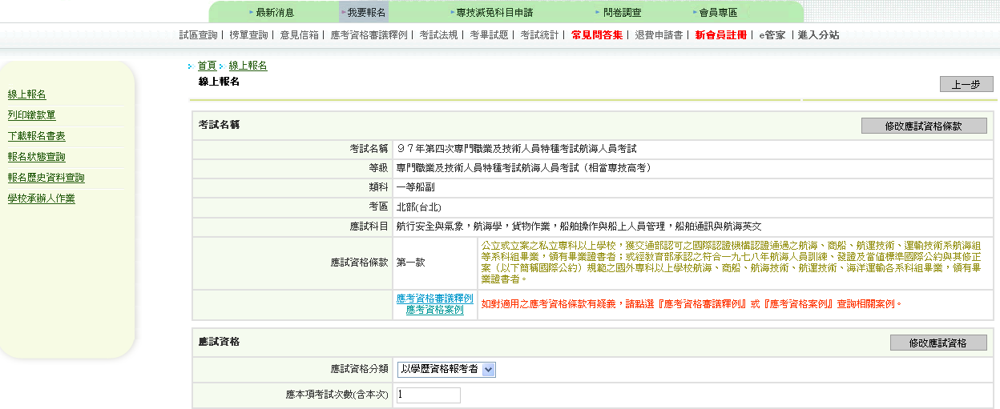 最新消息 我要報名 專技減免科目申請 問卷調查 會員專區
試區查詢 | 榜單查詢 | 意見信箱 | 應考資格審議釋例 | 考試法規 | 考畢試題 | 考試統計 | 常見問答集 | 退費申請書 | 新會員註冊 | e管家 | 進入分站
首頁 線上報名
線上報名
上一步
線上報名
列印繳款單
下載報名書表
報名狀態查詢
報名歷史資料查詢
學校承辦人作業
考試名稱 修改應試資格條款
考試名稱 97年第四次專門職業及技術人員特種考試航海人員考試
等級 專門職業及技術人員特種考試航海人員考試（相當專技高考）
類科 一等船副
考區 北部(台北)
應試科目 航行安全與氣象，航海學，貨物作業，船舶操作與船上人員管理，船舶通訊與航海英文
應試資格條款 第一款
公立或立案之私立專科以上學校，獲交通部認可之國際認證機構認證通過之航海、商船、航運技術、運輸技術系航海組
等系科組畢業，領有畢業證書者；或經教育部承認之符合一九七八年航海人員訓練、發證及當值標準國際公約與其修正
案（以下簡稱國際公約）規範之國外專科以上學校航海、商船、航海技術、航運技術、海洋運輸各系科組畢業，領有畢
業證書者。
應考資格審議釋例
應考資格案例
如對適用之應考資格條款有疑義，請點選『應考資格審議釋例』或『應考資格案例』查詢相關案例。
應試資格 修改應試資格
應試資格分類 以學歷資格報考者
應本項考試次數(含本次) 1